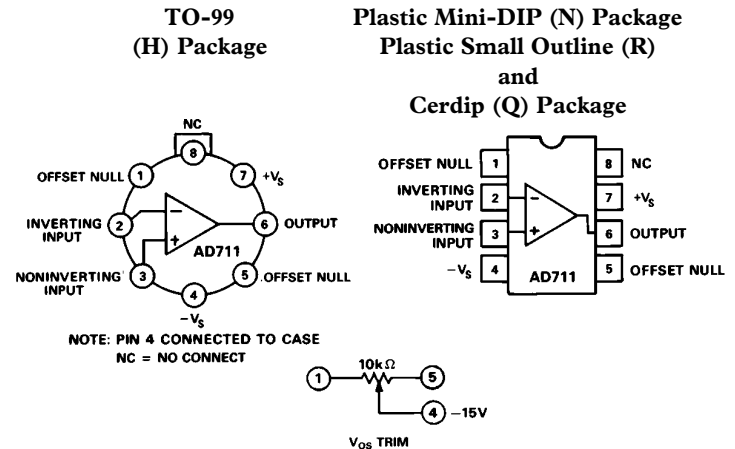 TO-99
(H) Package
Plastic Mini-DIP (N) Package
Plastic Small Outline (R)
and
Cerdip (Q) Package
NC
8
OFFSET NULL 1
7 +VS
INVERTING
INPUT
2
−
6 OUTPUT
+
AD711
NONINVERTING
INPUT
3
5 OFFSET NULL
4
−VS
NOTE: PIN 4 CONNECTED TO CASE
NC = NO CONNECT
OFFSET NULL 1
8 NC
INVERTING
INPUT
2
−
7 +VS
NONINVERTING
INPUT
3
+
6 OUTPUT
−VS 4
AD711
5 OFFSET NULL
10kΩ
1
5
4 −15V
VOS TRIM